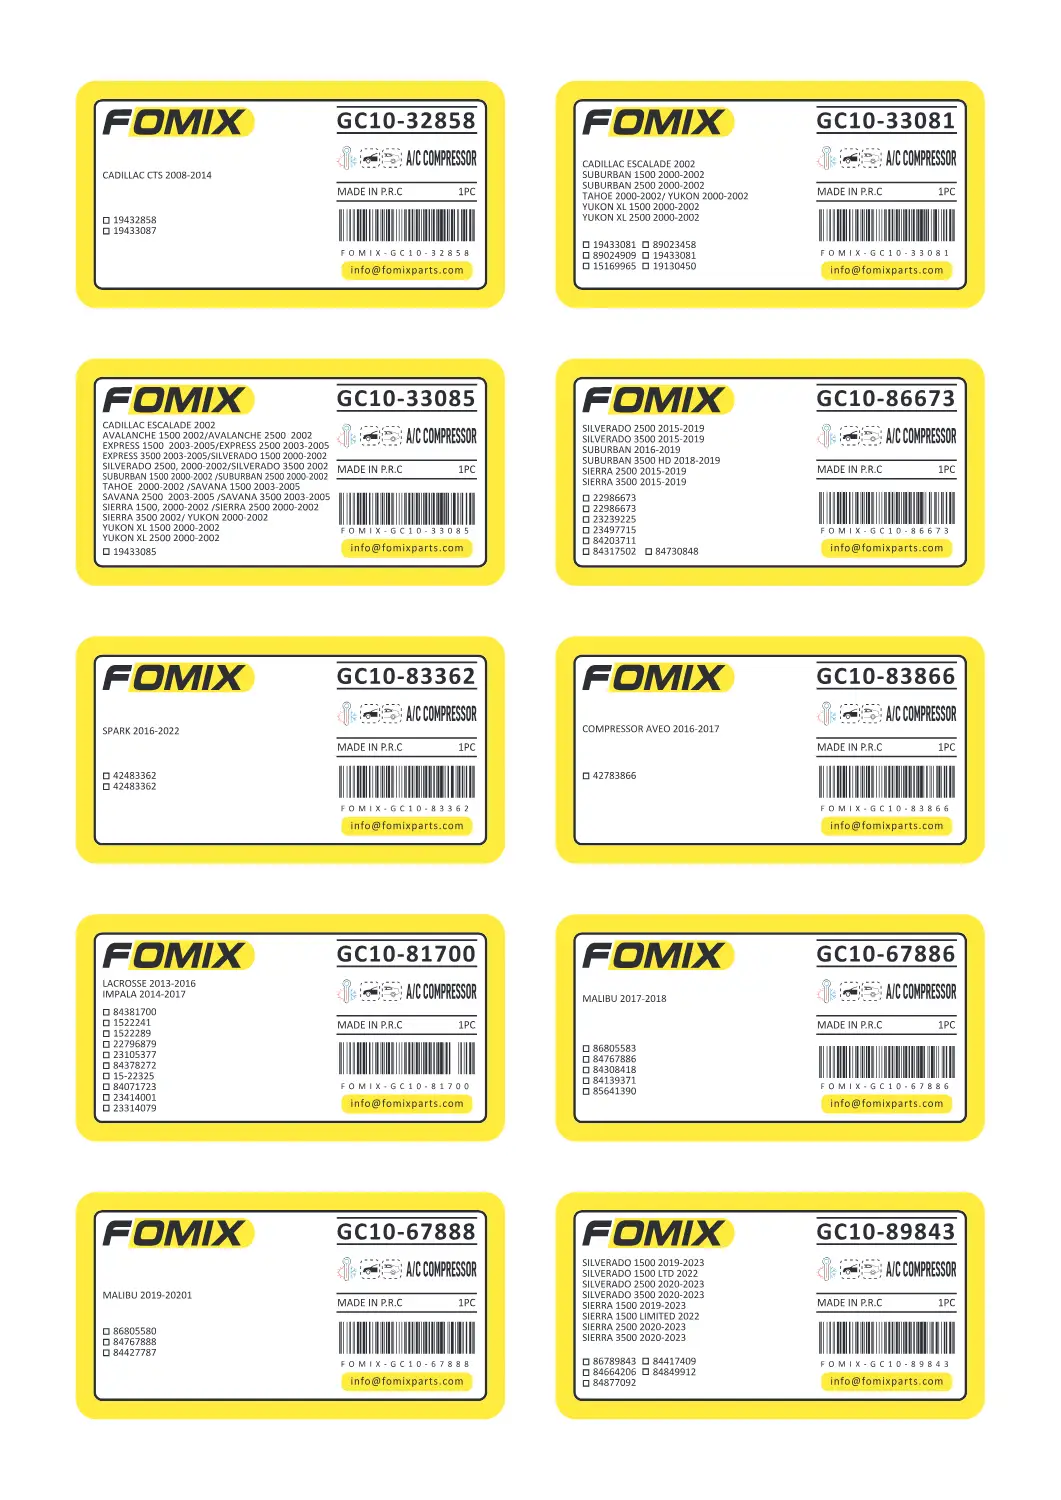 FOMIX
GC10-32858
A/C COMPRESSOR
CADILLAC CTS 2008-2014
MADE IN P.R.C 1PC
19432858
19433087
FOMIX-GC10-32858
info@fomixparts.com
FOMIX
GC10-33081
A/C COMPRESSOR
CADILLAC ESCALADE 2002
SUBURBAN 1500 2000-2002
SUBURBAN 2500 2000-2002
TAHOE 2000-2002/ YUKON 2000-2002
YUKON XL 1500 2000-2002
YUKON XL 2500 2000-2002
MADE IN P.R.C 1PC
19433081 89023458
89024909 19433081
15169965 19130450
FOMIX-GC10-33081
info@fomixparts.com
FOMIX
GC10-33085
A/C COMPRESSOR
CADILLAC ESCALADE 2002
AVALANCHE 1500 2002/AVALANCHE 2500 2002
EXPRESS 1500 2003-2005/EXPRESS 2500 2003-2005
EXPRESS 3500 2003-2005/SILVERADO 1500 2000-2002
SILVERADO 2500, 2000-2002/SILVERADO 3500 2002
SUBURBAN 1500 2000-2002 /SUBURBAN 2500 2000-2002
TAHOE 2000-2002 /SAVANA 1500 2003-2005
SAVANA 2500 2003-2005 /SAVANA 3500 2003-2005
SIERRA 1500, 2000-2002 /SIERRA 2500 2000-2002
SIERRA 3500 2002/ YUKON 2000-2002
YUKON XL 1500 2000-2002
YUKON XL 2500 2000-2002
19433085
MADE IN P.R.C 1PC
FOMIX-GC10-33085
info@fomixparts.com
FOMIX
GC10-86673
A/C COMPRESSOR
SILVERADO 2500 2015-2019
SILVERADO 3500 2015-2019
SUBURBAN 2016-2019
SUBURBAN 3500 HD 2018-2019
SIERRA 2500 2015-2019
SIERRA 3500 2015-2019
22986673
22986673
23239225
23497715
84203711
84317502 84730848
MADE IN P.R.C 1PC
FOMIX-GC10-86673
info@fomixparts.com
FOMIX
GC10-83362
A/C COMPRESSOR
SPARK 2016-2022
MADE IN P.R.C 1PC
42483362
42483362
FOMIX-GC10-83362
info@fomixparts.com
FOMIX
GC10-83866
A/C COMPRESSOR
COMPRESSOR AVEO 2016-2017
MADE IN P.R.C 1PC
42783866
FOMIX-GC10-83866
info@fomixparts.com
FOMIX
GC10-81700
A/C COMPRESSOR
LACROSSE 2013-2016
IMPALA 2014-2017
84381700
1522241
1522289
22796879
23105377
84378272
15-22325
84071723
23414001
23314079
MADE IN P.R.C 1PC
FOMIX-GC10-81700
info@fomixparts.com
FOMIX
GC10-67886
A/C COMPRESSOR
MALIBU 2017-2018
MADE IN P.R.C 1PC
86805583
84767886
84308418
84139371
85641390
FOMIX-GC10-67886
info@fomixparts.com
FOMIX
GC10-67888
A/C COMPRESSOR
MALIBU 2019-20201
MADE IN P.R.C 1PC
86805580
84767888
84427787
FOMIX-GC10-67888
info@fomixparts.com
FOMIX
GC10-89843
A/C COMPRESSOR
SILVERADO 1500 2019-2023
SILVERADO 1500 LTD 2022
SILVERADO 2500 2020-2023
SILVERADO 3500 2020-2023
SIERRA 1500 2019-2023
SIERRA 1500 LIMITED 2022
SIERRA 2500 2020-2023
SIERRA 3500 2020-2023
MADE IN P.R.C 1PC
86789843 84417409
84664206 84849912
84877092
FOMIX-GC10-89843
info@fomixparts.com